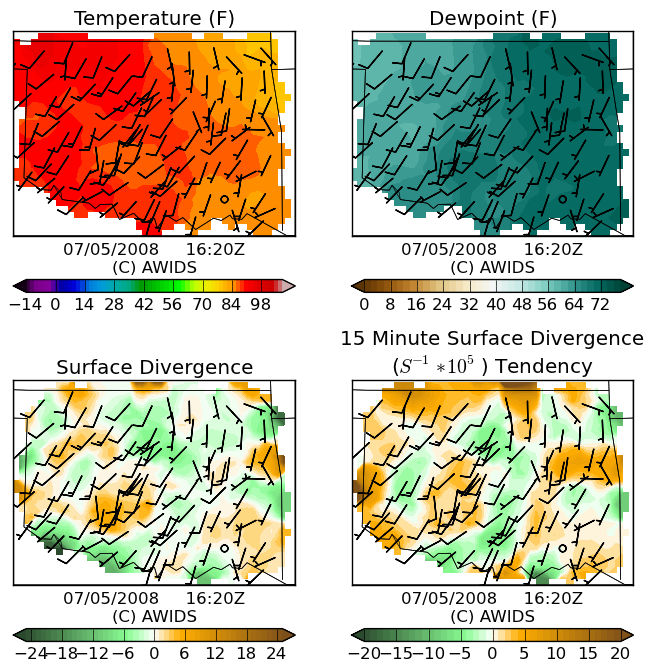 Temperature (F)
Dewpoint (F)
07/05/2008 16:20Z
(C) AWIDS
07/05/2008 16:20Z
(C) AWIDS
−14 0 14 28 42 56 70 84 98
0 8 16 24 32 40 48 56 64 72
Surface Divergence
15 Minute Surface Divergence
(S⁻¹ *10⁵ ) Tendency
07/05/2008 16:20Z
(C) AWIDS
07/05/2008 16:20Z
(C) AWIDS
−24 −18 −12 −6 0 6 12 18 24
−20 −15 −10 −5 0 5 10 15 20